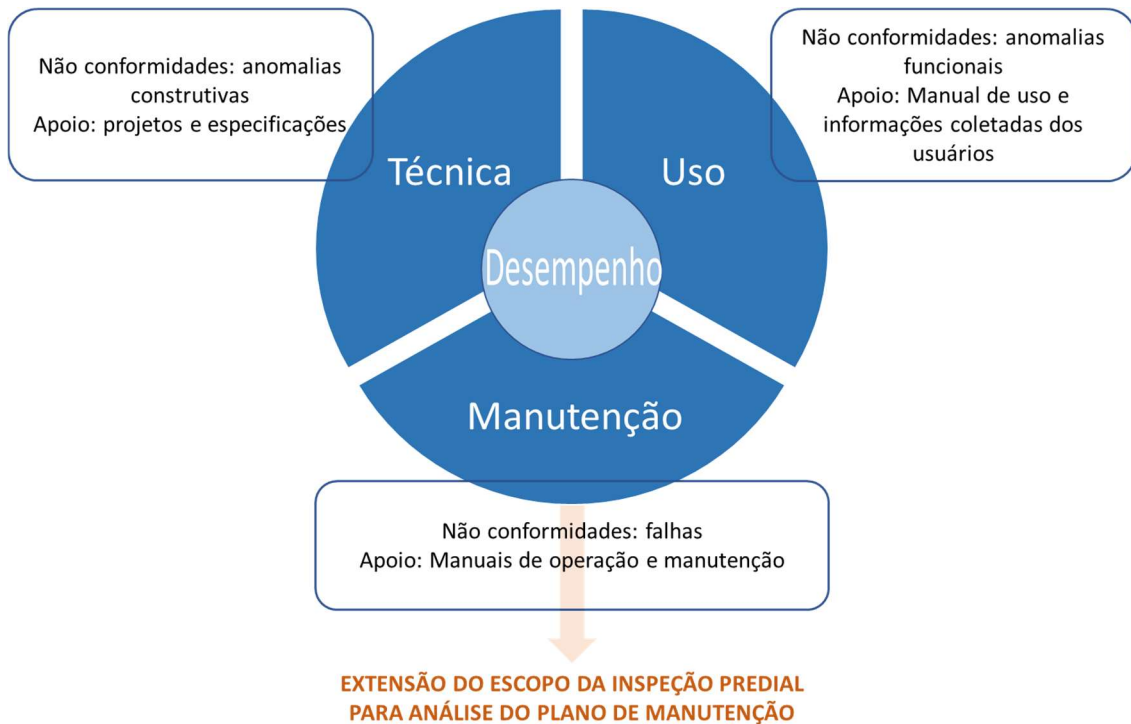 Não conformidades: anomalias
construtivas
Apoio: projetos e especificações
Não conformidades: anomalias
funcionais
Apoio: Manual de uso e
informações coletadas dos
usuários
Técnica
Uso
Desempenho
Manutenção
Não conformidades: falhas
Apoio: Manuais de operação e manutenção
EXTENSÃO DO ESCOPO DA INSPEÇÃO PREDIAL
PARA ANÁLISE DO PLANO DE MANUTENÇÃO